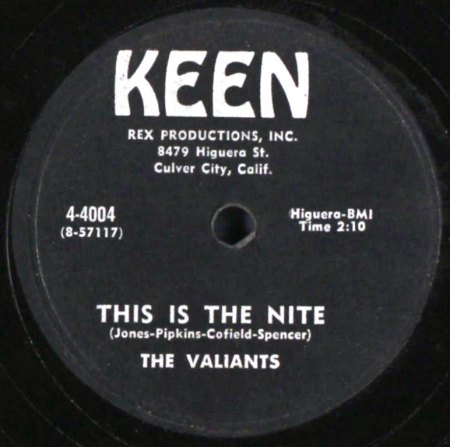 KEEN
REX PRODUCTIONS, INC.
8479 Higuera St.
Culver City, Calif.
4-4004
(8-57117)
Higuera-BMI
Time 2:10
THIS IS THE NITE
(Jones-Pipkins-Cofield-Spencer)
THE VALIANTS